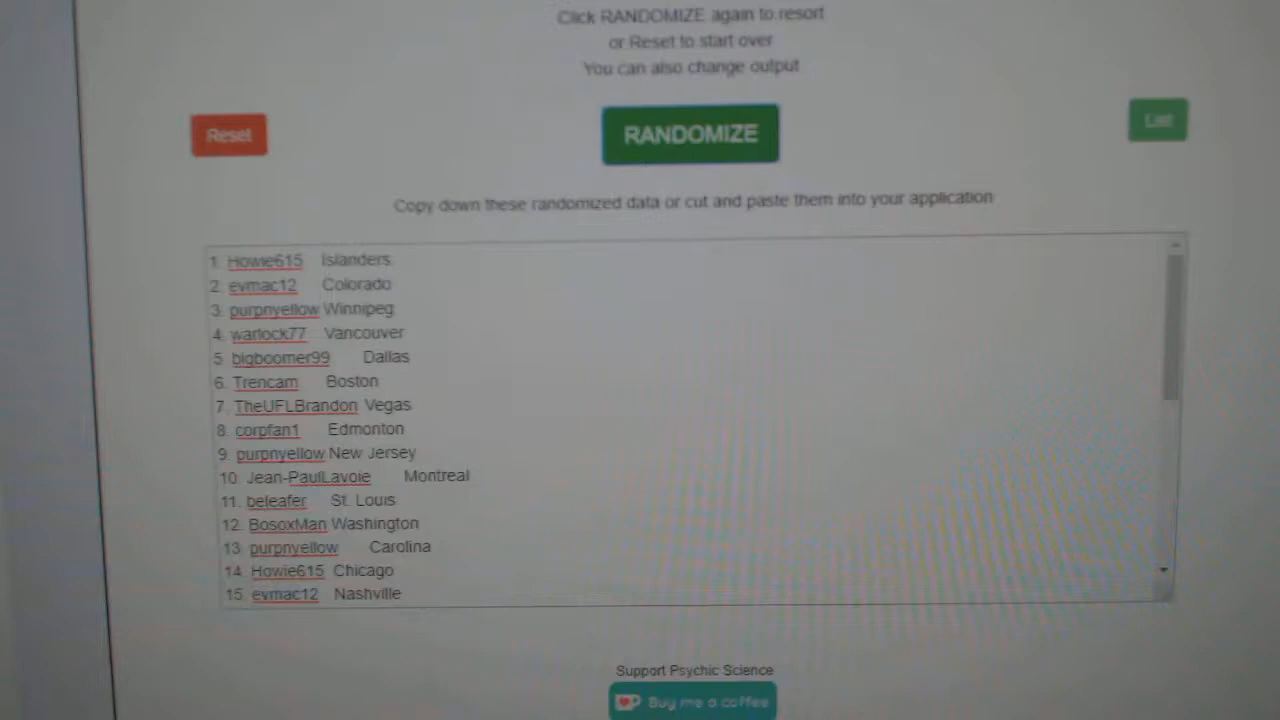 Click RANDOMIZE again to resort
or Reset to start over
You can also change output
Reset
RANDOMIZE
List
Copy down these randomized data or cut and paste them into your application
1. Howie615 Islanders
2. evmac12 Colorado
3. purpnyellow Winnipeg
4. warlock77 Vancouver
5. bigboomer99 Dallas
6. Trencam Boston
7. TheUFLBrandon Vegas
8. corpfan1 Edmonton
9. purpnyellow New Jersey
10. Jean-PaulLavoie Montreal
11. beleafer St. Louis
12. BosoxMan Washington
13. purpnyellow Carolina
14. Howie615 Chicago
15. evmac12 Nashville
Support Psychic Science
Buy me a coffee